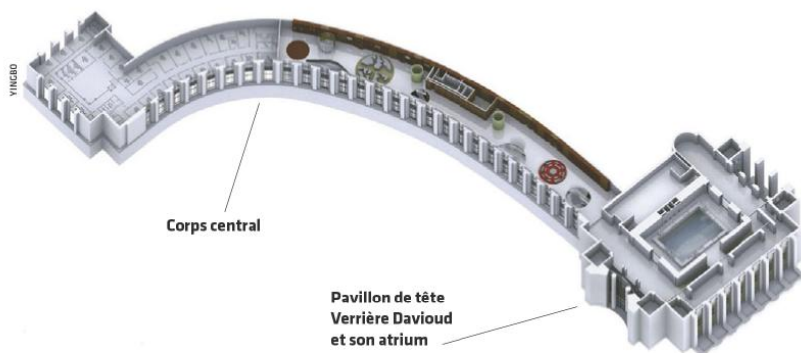 YINGBO
Corps central
Pavillon de tête
Verrière Davioud
et son atrium